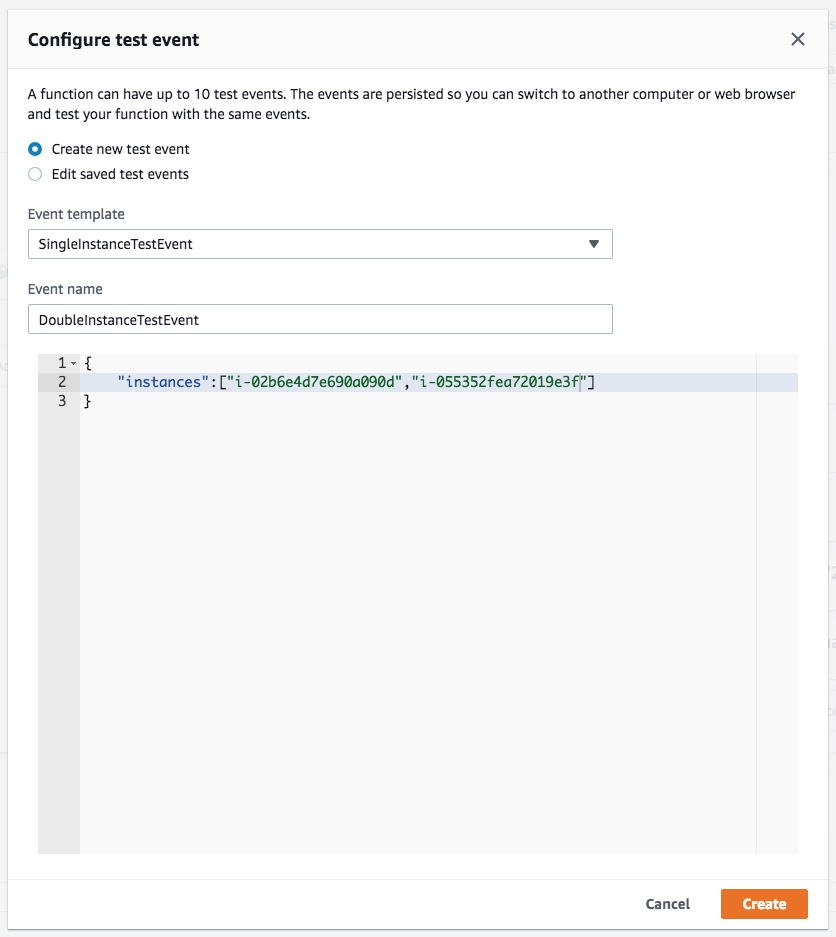 Configure test event
A function can have up to 10 test events. The events are persisted so you can switch to another computer or web browser
and test your function with the same events.
Create new test event
Edit saved test events
Event template
SingleInstanceTestEvent
Event name
DoubleInstanceTestEvent
1 {
2 "instances":["i-02b6e4d7e690a090d","i-055352fea72019e3f"]
3 }
Cancel Create